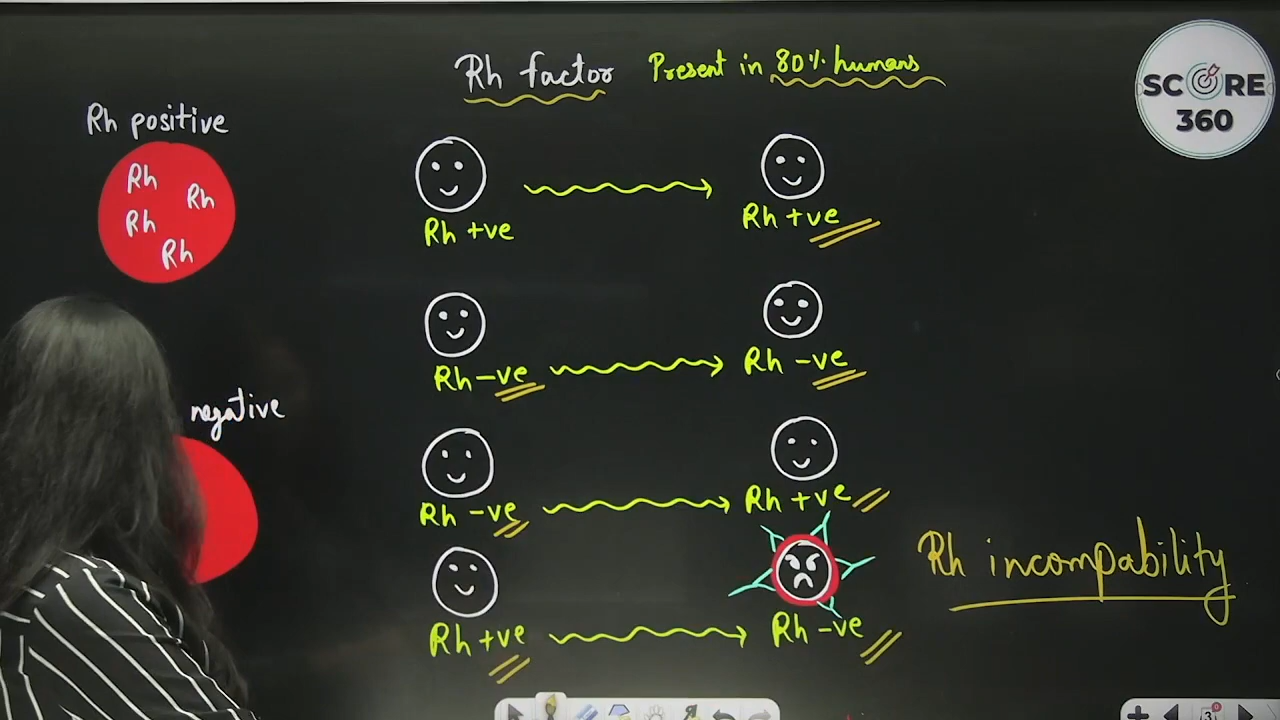 Rh factor Present in 80% humans
SCORE
360
Rh positive
Rh
Rh
Rh
Rh
Rh +ve Rh +ve
Rh -ve Rh -ve
negative
Rh -ve Rh +ve
Rh incompability
Rh +ve Rh -ve